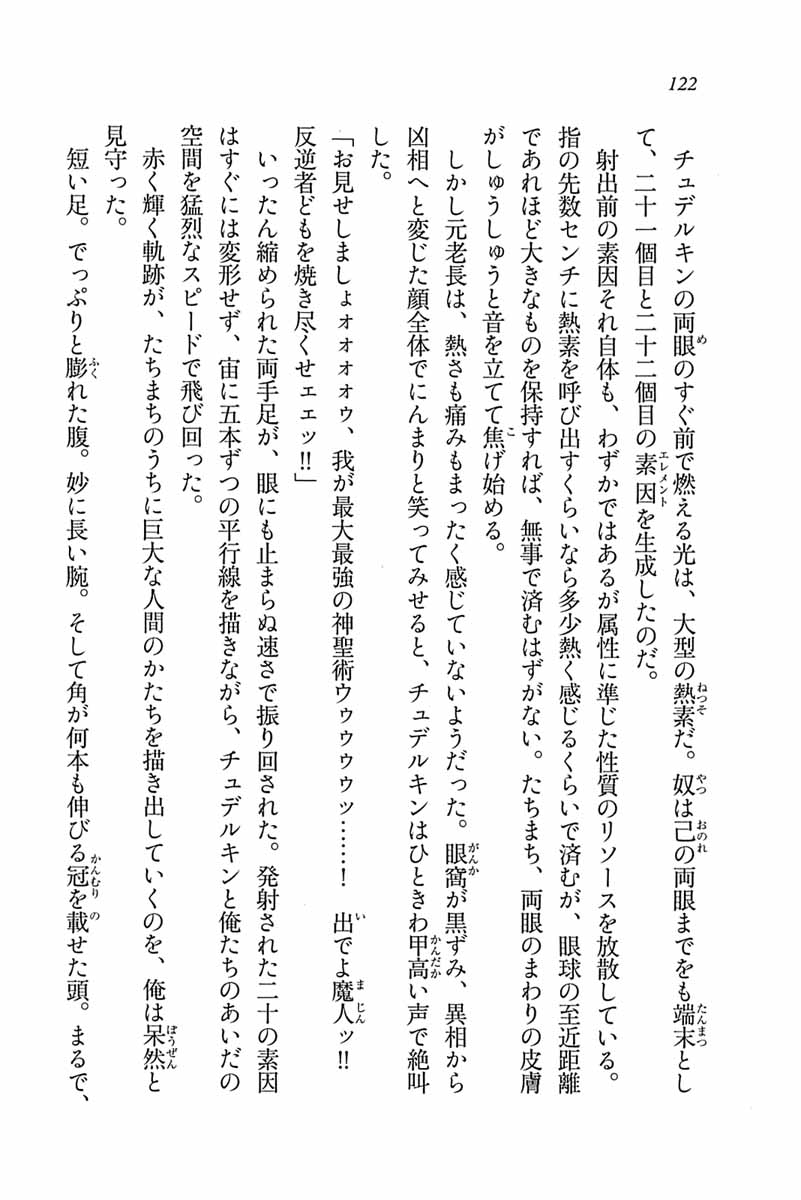 122
チュデルキンの両眼のすぐ前で燃える光は、大型の熱素だ。奴は己の両眼までをも端末とし
て、二十一個目と二十二個目の素因を生成したのだ。
射出前の素因それ自体も、わずかではあるが属性に準じた性質のリソースを放散している。
指の先数センチに熱素を呼び出すくらいなら多少熱く感じるくらいで済むが、眼球の至近距離
であれほど大きなものを保持すれば、無事で済むはずがない。たちまち、両眼のまわりの皮膚
がしゅうしゅうと音を立てて焦げ始める。
しかし元老長は、熱さも痛みもまったく感じていないようだった。眼窩が黒ずみ、異相から
凶相へと変じた顔全体でにんまりと笑ってみせると、チュデルキンはひときわ甲高い声で絶叫
した。
「お見せしましょォォォォゥ、我が最大最強の神聖術ウゥゥゥゥッ……！　出でよ魔人ッ!!
反逆者どもを焼き尽くせェエッ!!」
いったん縮められた両手足が、眼にも止まらぬ速さで振り回された。発射された二十の素因
はすぐには変形せず、宙に五本ずつの平行線を描きながら、チュデルキンと俺たちのあいだの
空間を猛烈なスピードで飛び回った。
赤く輝く軌跡が、たちまちのうちに巨大な人間のかたちを描き出していくのを、俺は呆然と
見守った。
短い足。でっぷりと膨れた腹。妙に長い腕。そして角が何本も伸びる冠を載せた頭。まるで、